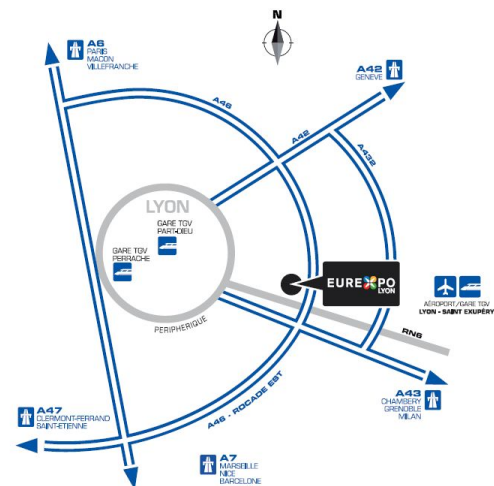 N
A6
PARIS
MACON
VILLEFRANCHE
A42
GENEVE
A46
A42
A432
LYON
GARE TGV
PART-DIEU
GARE TGV
PERRACHE
EUREXPO
LYON
AÉROPORT/GARE TGV
LYON - SAINT EXUPÉRY
PERIPHERIQUE
RN6
A43
CHAMBERY
GRENOBLE
MILAN
A46 - ROCADE EST
A47
CLERMONT-FERRAND
SAINT-ETIENNE
A7
MARSEILLE
NICE
BARCELONE